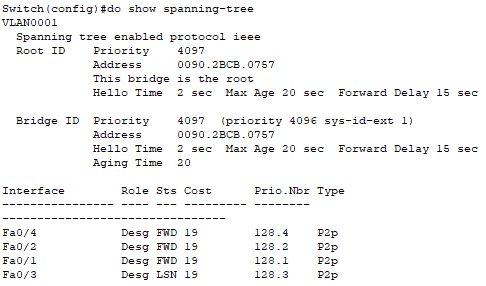 Switch(config)#do show spanning-tree
VLAN0001
  Spanning tree enabled protocol ieee
  Root ID    Priority    4097
             Address     0090.2BCB.0757
             This bridge is the root
             Hello Time  2 sec  Max Age 20 sec  Forward Delay 15 sec

  Bridge ID  Priority    4097  (priority 4096 sys-id-ext 1)
             Address     0090.2BCB.0757
             Hello Time  2 sec  Max Age 20 sec  Forward Delay 15 sec
             Aging Time  20

Interface        Role Sts Cost      Prio.Nbr Type
---------------- ---- --- --------- -------- --------------------------------
Fa0/4            Desg FWD 19        128.4    P2p
Fa0/2            Desg FWD 19        128.2    P2p
Fa0/1            Desg FWD 19        128.1    P2p
Fa0/3            Desg LSN 19        128.3    P2p